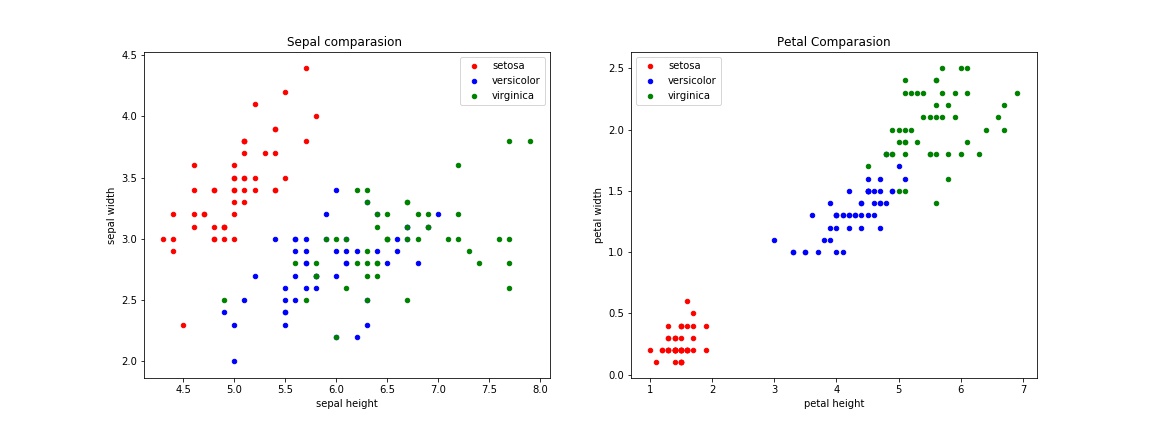 Sepal comparasion
4.5
4.0
3.5
3.0
2.5
2.0
sepal width
setosa
versicolor
virginica
4.5 5.0 5.5 6.0 6.5 7.0 7.5 8.0
sepal height
Petal Comparasion
2.5
2.0
1.5
1.0
0.5
0.0
petal width
setosa
versicolor
virginica
1 2 3 4 5 6 7
petal height